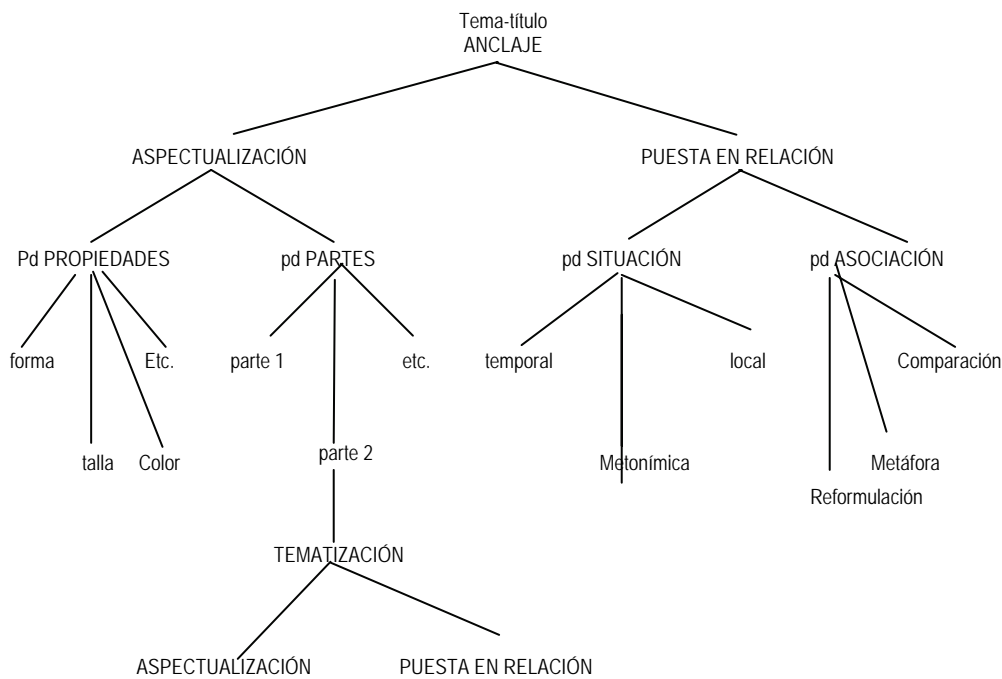 Tema-título
ANCLAJE
ASPECTUALIZACIÓN
PUESTA EN RELACIÓN
Pd PROPIEDADES
pd PARTES
pd SITUACIÓN
pd ASOCIACIÓN
forma
Etc.
parte 1
etc.
temporal
local
Comparación
talla
Color
parte 2
Metonímica
Metáfora
Reformulación
TEMATIZACIÓN
ASPECTUALIZACIÓN
PUESTA EN RELACIÓN